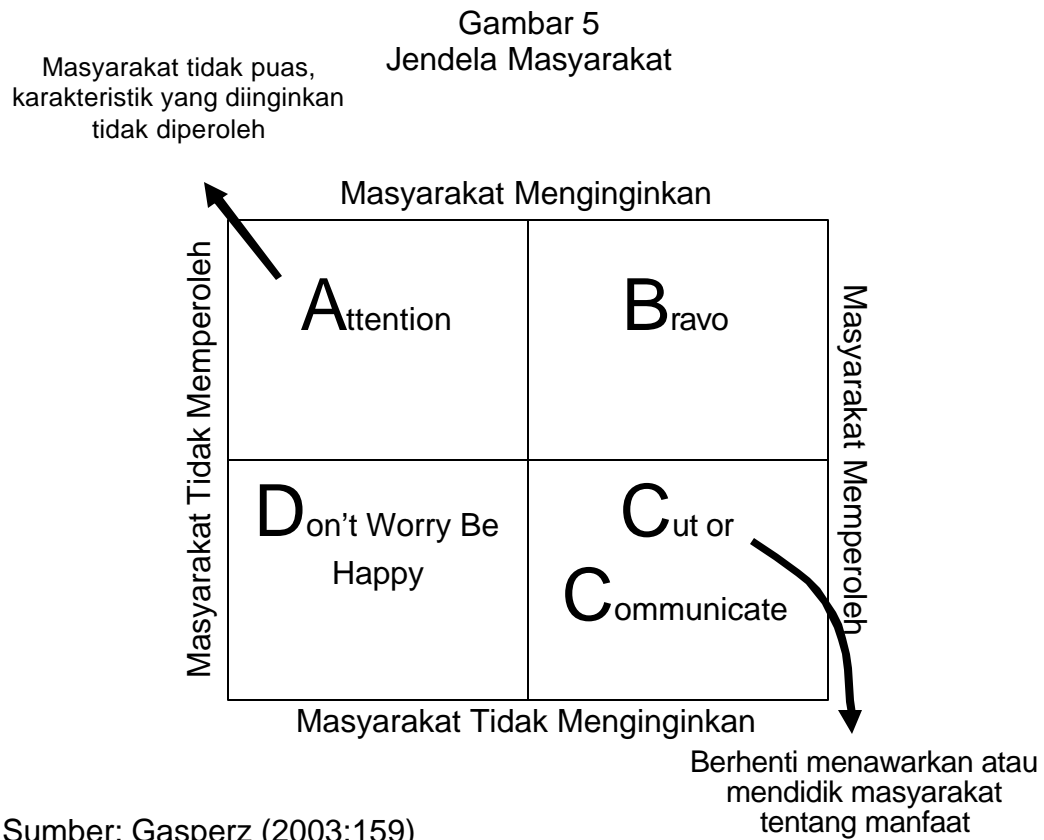 Gambar 5
Jendela Masyarakat
Masyarakat tidak puas,
karakteristik yang diinginkan
tidak diperoleh
Masyarakat Menginginkan
Masyarakat Tidak Memperoleh
Attention
Bravo
Masyarakat Memperoleh
Don't Worry Be
Happy
Cut or
Communicate
Masyarakat Tidak Menginginkan
Berhenti menawarkan atau
mendidik masyarakat
tentang manfaat
Sumber: Gasperz (2003:159)